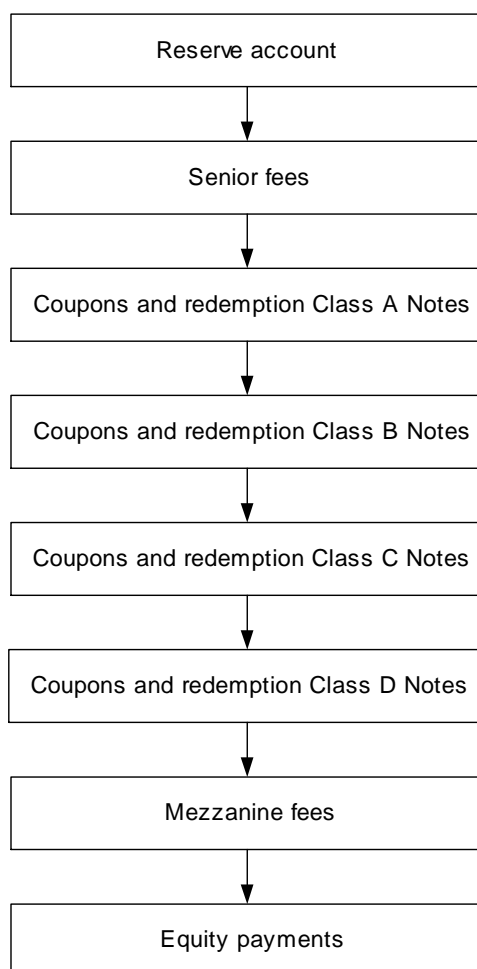 Reserve account
Senior fees
Coupons and redemption Class A Notes
Coupons and redemption Class B Notes
Coupons and redemption Class C Notes
Coupons and redemption Class D Notes
Mezzanine fees
Equity payments